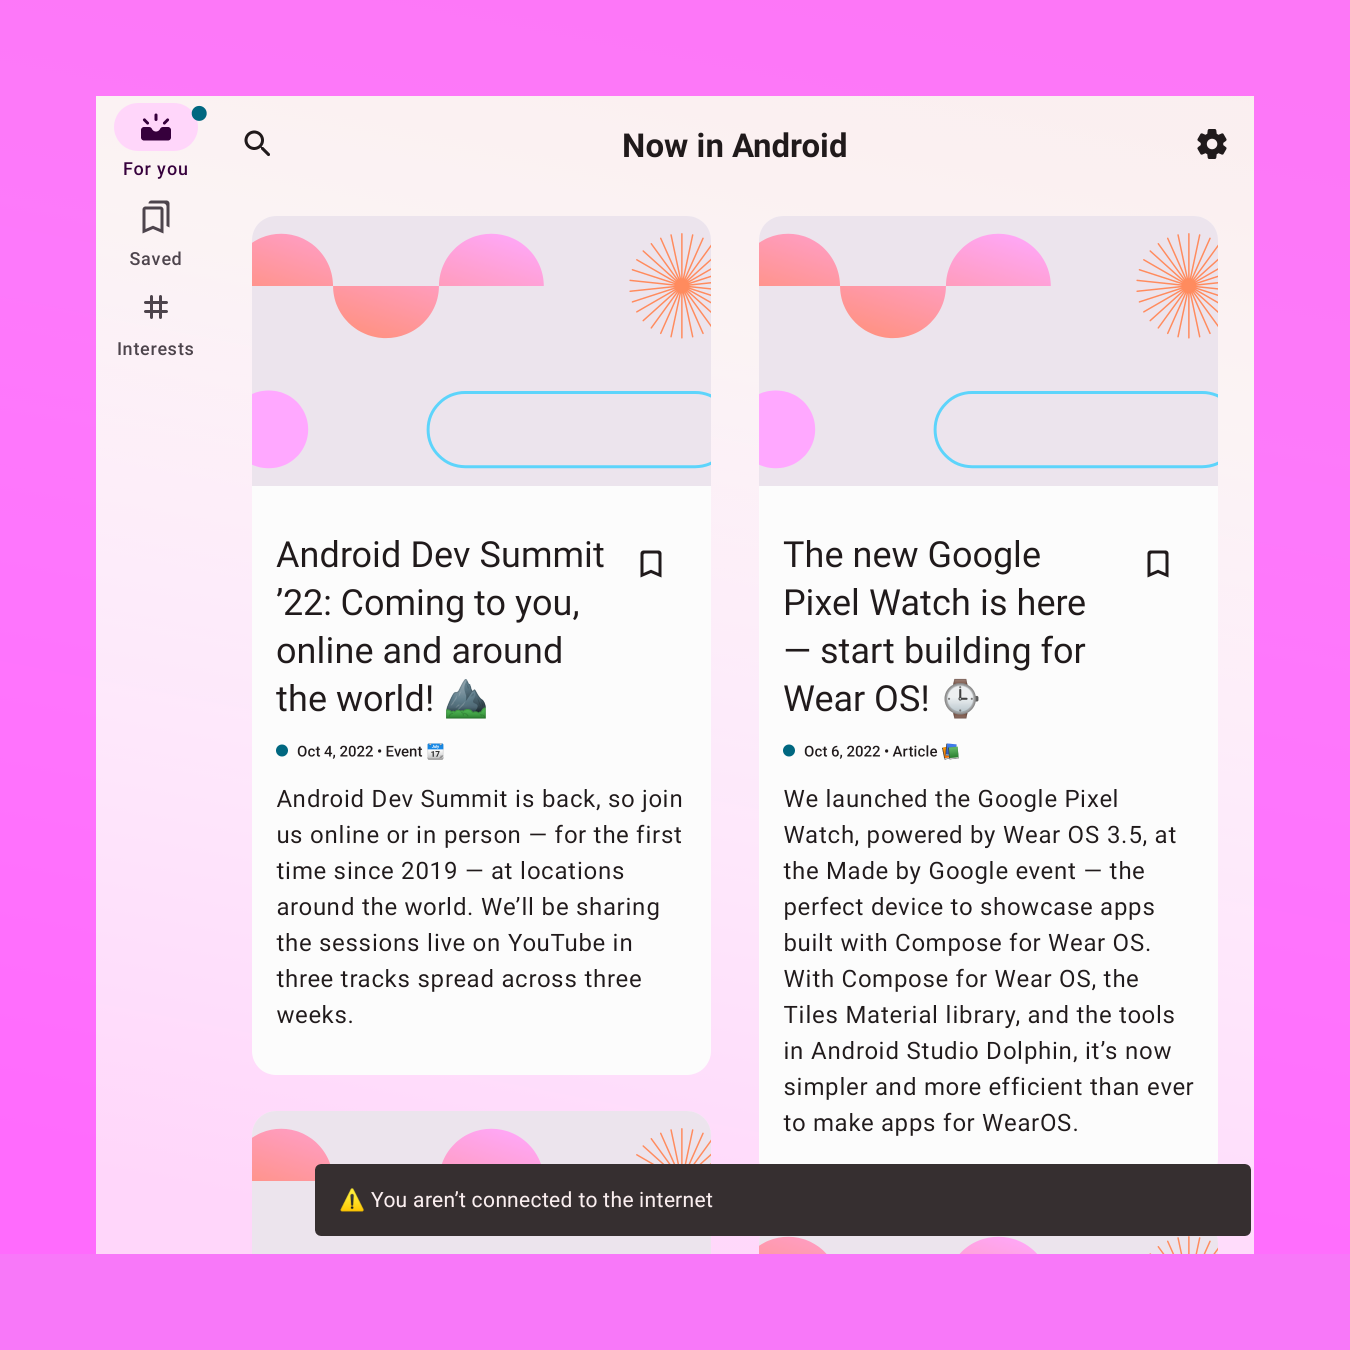 Now in Android
For you
Saved
Interests
Android Dev Summit
’22: Coming to you,
online and around
the world! ⛰️
Oct 4, 2022 • Event 📆
Android Dev Summit is back, so join
us online or in person — for the first
time since 2019 — at locations
around the world. We’ll be sharing
the sessions live on YouTube in
three tracks spread across three
weeks.
The new Google
Pixel Watch is here
— start building for
Wear OS! ⌚
Oct 6, 2022 • Article 📚
We launched the Google Pixel
Watch, powered by Wear OS 3.5, at
the Made by Google event — the
perfect device to showcase apps
built with Compose for Wear OS.
With Compose for Wear OS, the
Tiles Material library, and the tools
in Android Studio Dolphin, it’s now
simpler and more efficient than ever
to make apps for WearOS.
⚠️ You aren’t connected to the internet